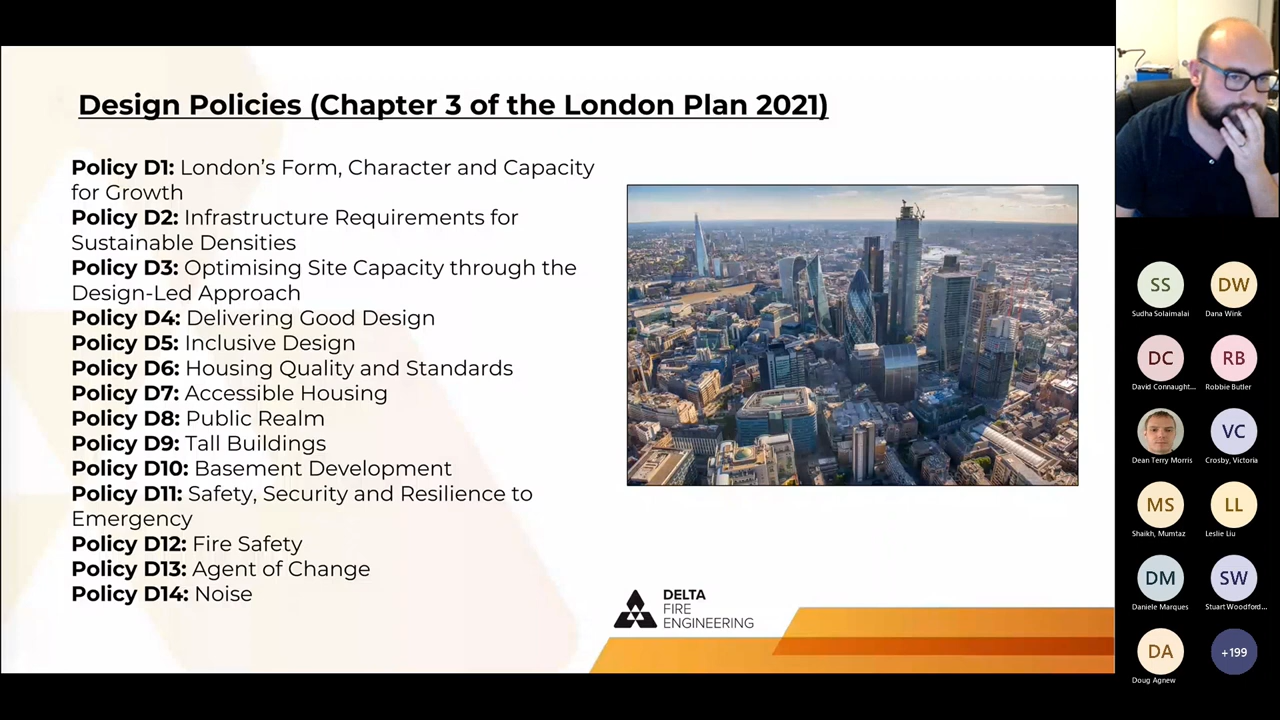 Design Policies (Chapter 3 of the London Plan 2021)
Policy D1: London’s Form, Character and Capacity
for Growth
Policy D2: Infrastructure Requirements for
Sustainable Densities
Policy D3: Optimising Site Capacity through the
Design-Led Approach
Policy D4: Delivering Good Design
Policy D5: Inclusive Design
Policy D6: Housing Quality and Standards
Policy D7: Accessible Housing
Policy D8: Public Realm
Policy D9: Tall Buildings
Policy D10: Basement Development
Policy D11: Safety, Security and Resilience to
Emergency
Policy D12: Fire Safety
Policy D13: Agent of Change
Policy D14: Noise
DELTA
FIRE
ENGINEERING
SS DW
Sudha Solaimalai Dana Wink
DC RB
David Connaught... Robbie Butler
VC
Dean Terry Morris Crosby, Victoria
MS LL
Shaikh, Mumtaz Leslie Liu
DM SW
Daniele Marques Stuart Woodford...
DA +199
Doug Agnew